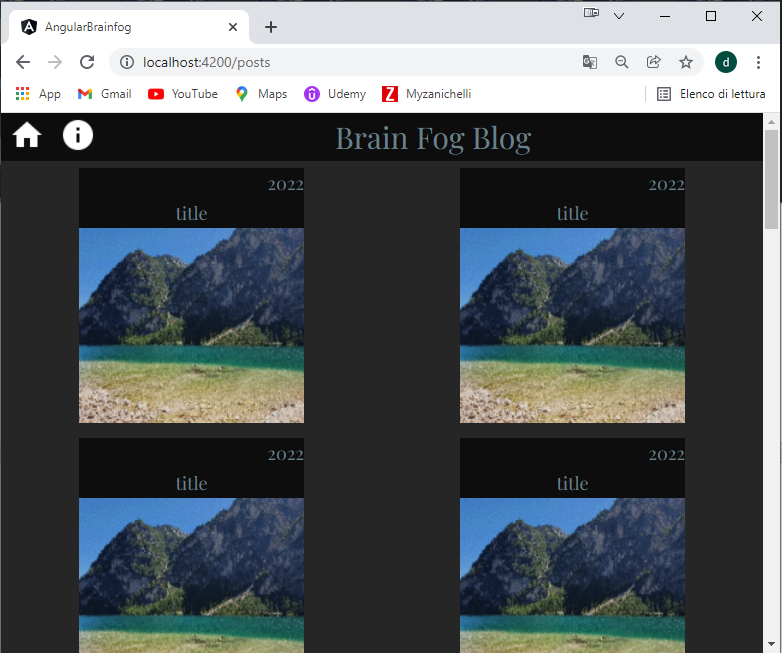 AngularBrainfog
localhost:4200/posts
d
App Gmail YouTube Maps Udemy Z Myzanichelli Elenco di lettura
Brain Fog Blog
2022 2022
title title
2022 2022
title title